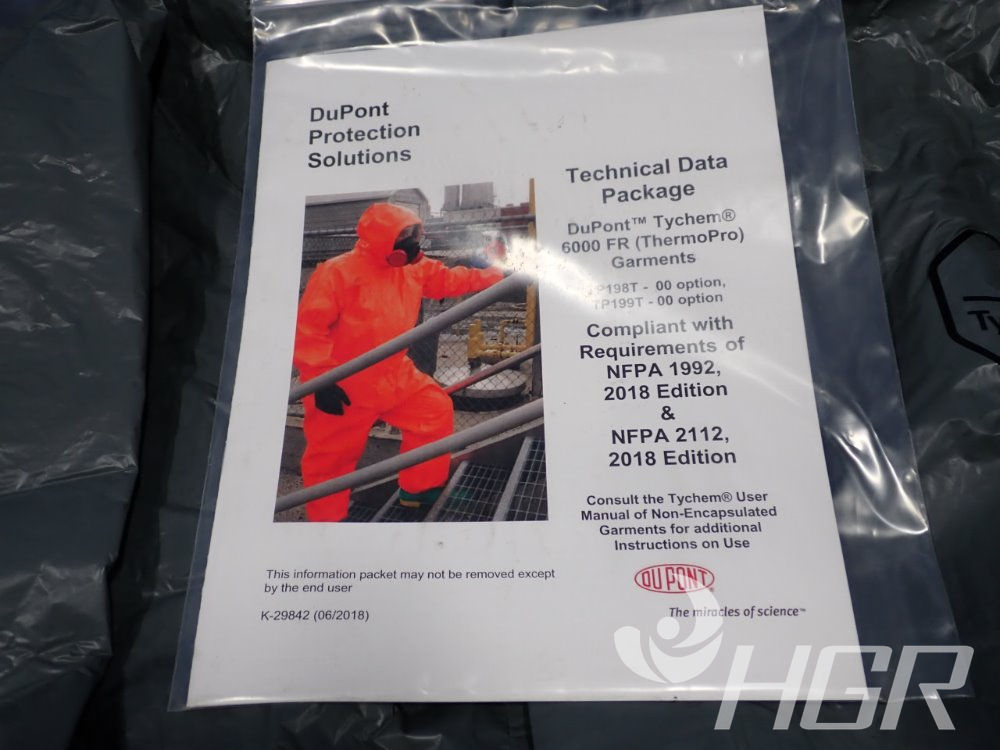 DuPont
Protection
Solutions
Technical Data
Package
DuPont™ Tychem®
6000 FR (ThermoPro)
Garments
P198T - 00 option,
TP199T - 00 option
Compliant with
Requirements of
NFPA 1992,
2018 Edition
&
NFPA 2112,
2018 Edition
Consult the Tychem® User
Manual of Non-Encapsulated
Garments for additional
Instructions on Use
DU PONT
The miracles of science™
This information packet may not be removed except
by the end user
K-29842 (06/2018)
Ty
HGR